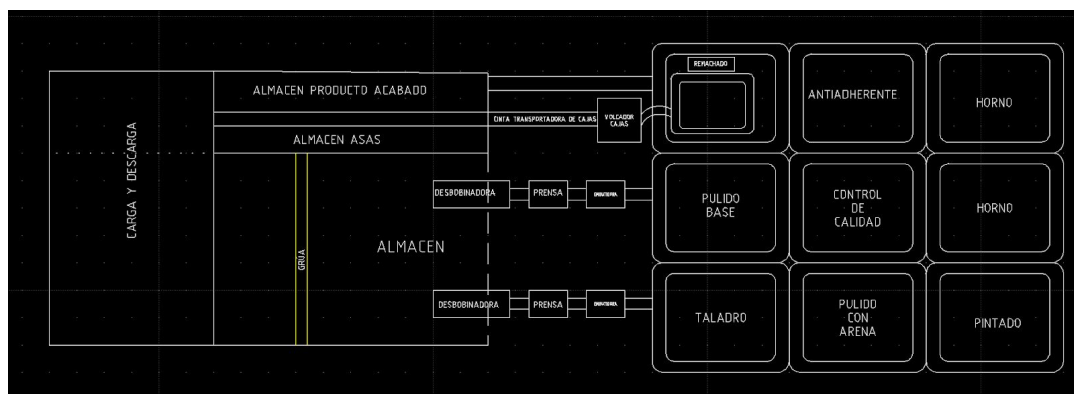 REMACHADO
ALMACEN PRODUCTO ACABADO
ANTIADHERENTE
HORNO
CINTA TRANSPORTADORA DE CAJAS
VOLCADOR
CAJAS
ALMACEN ASAS
CARGA Y DESCARGA
DESBOBINADORA
PRENSA
PULIDO
BASE
CONTROL
DE
CALIDAD
HORNO
GRUA
ALMACEN
DESBOBINADORA
PRENSA
TALADRO
PULIDO
CON
ARENA
PINTADO